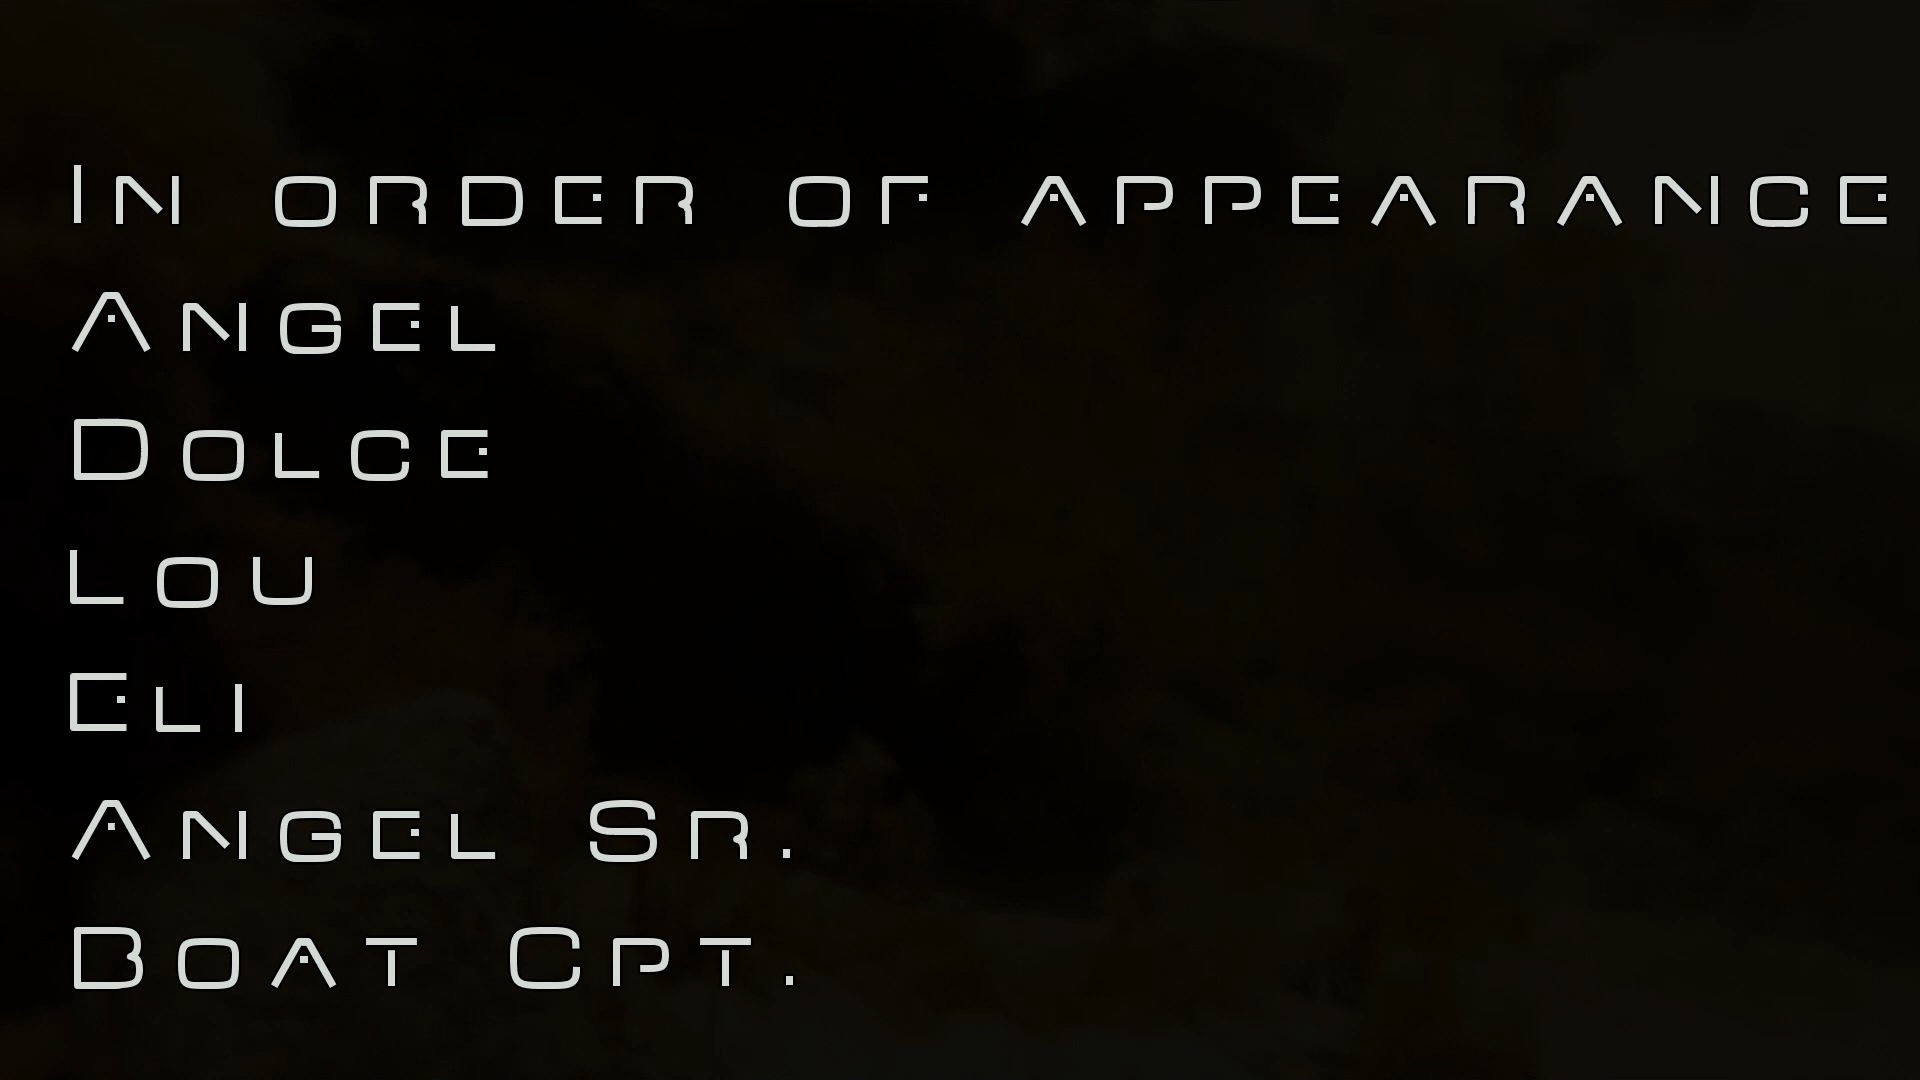 In order of appearance
Angel
Dolce
Lou
Eli
Angel Sr.
Boat Cpt.